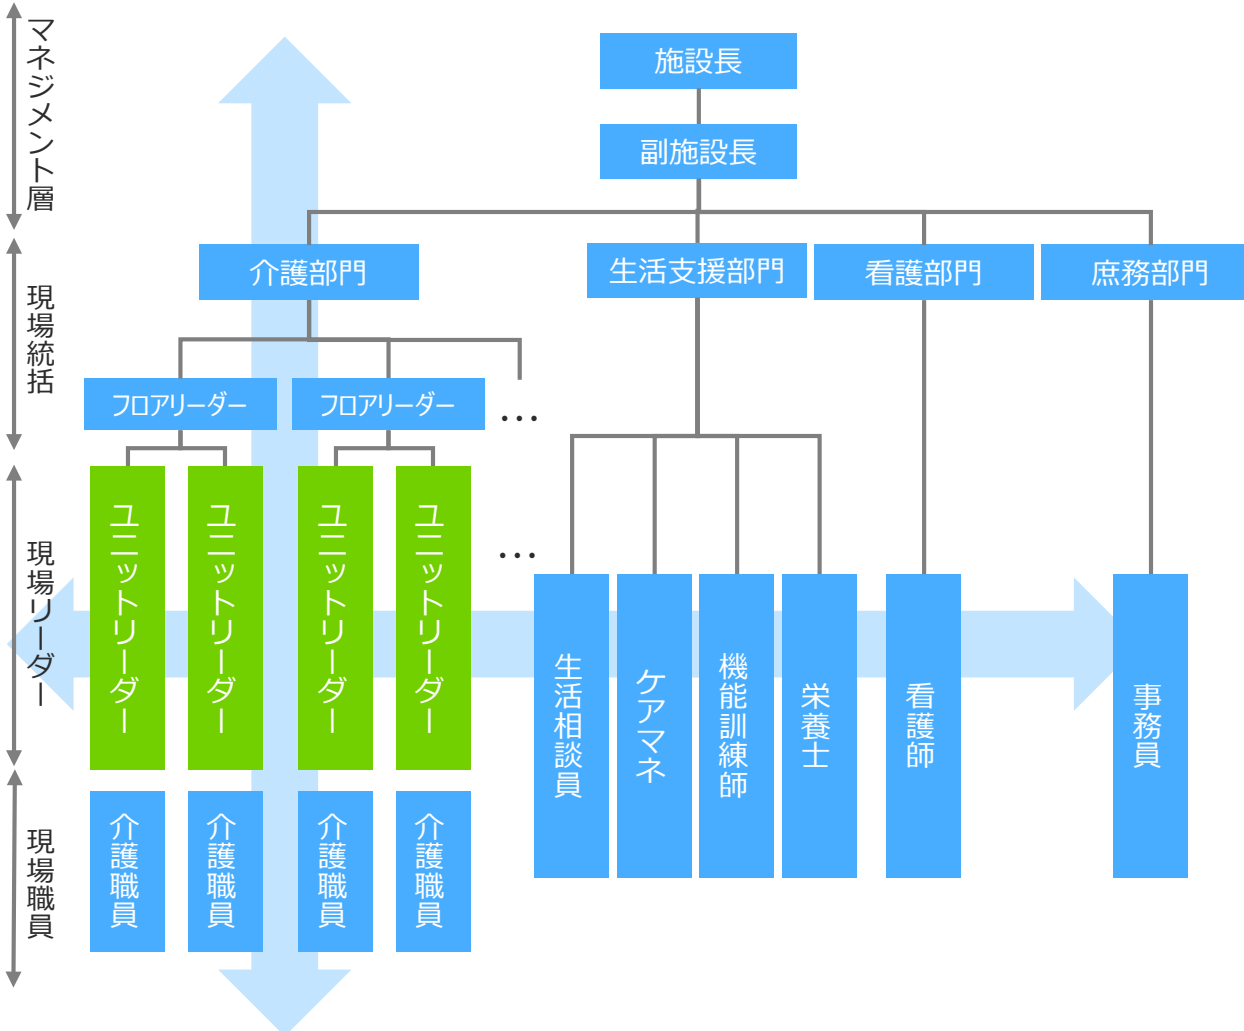 マネジメント層
施設長
副施設長
現場統括
介護部門
生活支援部門
看護部門
庶務部門
フロアリーダー
フロアリーダー
…
現場リーダー
ユニットリーダー
ユニットリーダー
ユニットリーダー
ユニットリーダー
…
生活相談員
ケアマネ
機能訓練師
栄養士
看護師
事務員
現場職員
介護職員
介護職員
介護職員
介護職員